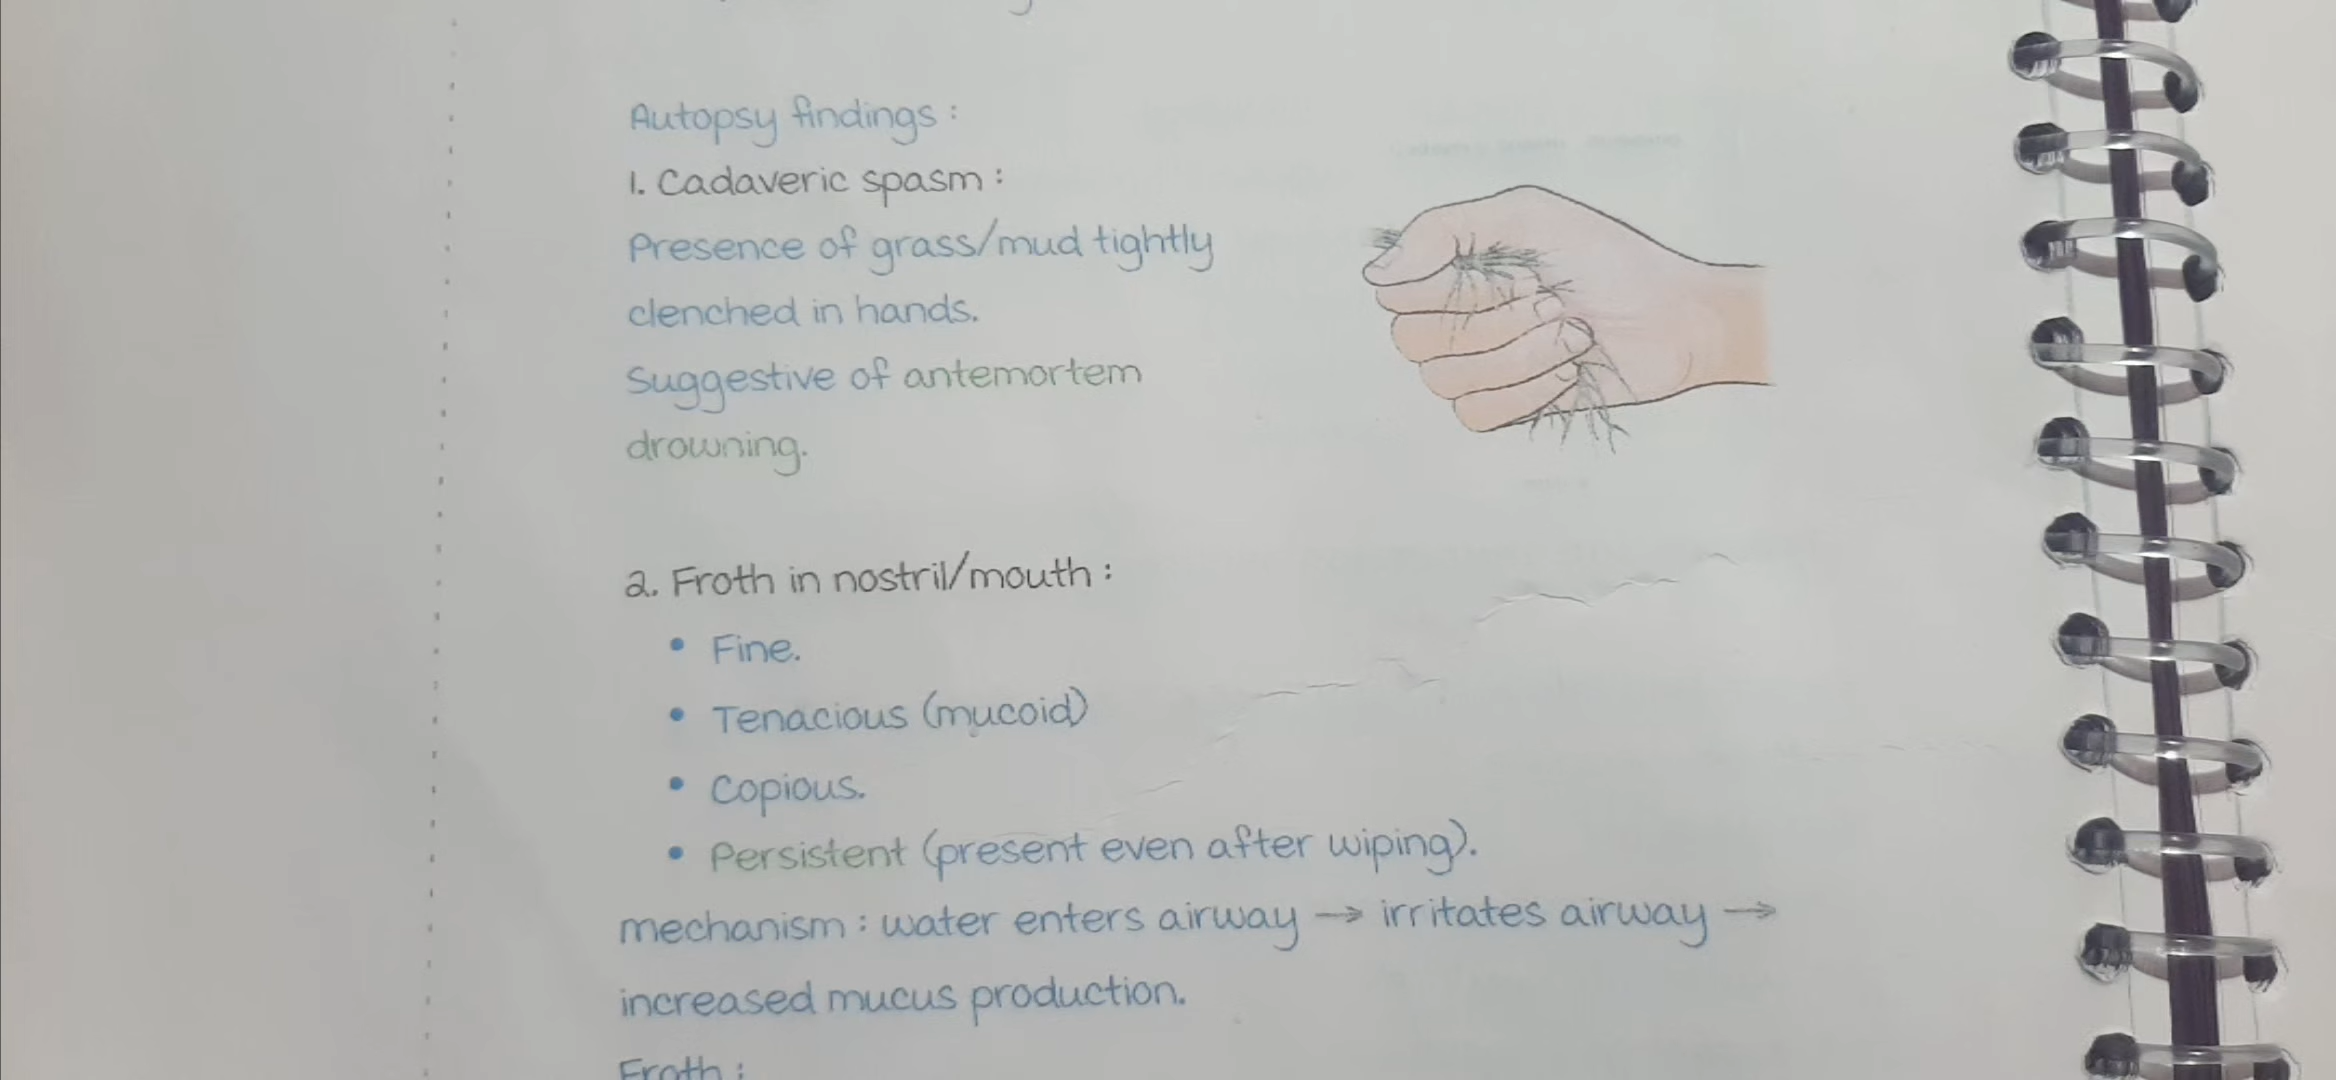 Autopsy findings :
1. Cadaveric spasm :
Presence of grass/mud tightly
clenched in hands.
Suggestive of antemortem
drowning.
2. Froth in nostril/mouth :
• Fine.
• Tenacious (mucoid)
• Copious.
• Persistent (present even after wiping).
mechanism : water enters airway → irritates airway →
increased mucus production.
Froth :